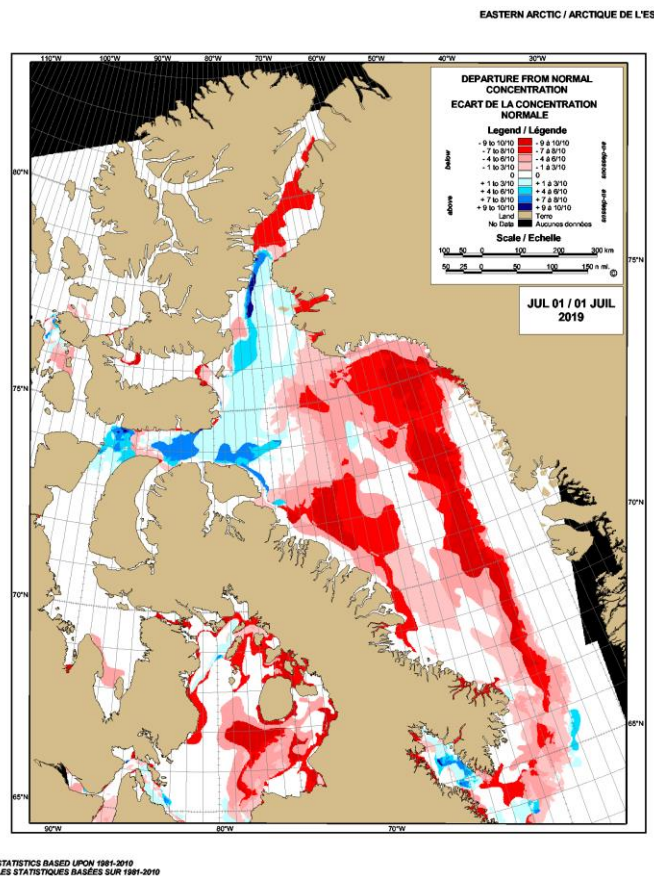 EASTERN ARCTIC / ARCTIQUE DE L'ES
110°W 100°W 90°W 80°W 70°W 60°W 50°W 40°W 30°W
DEPARTURE FROM NORMAL
CONCENTRATION
ECART DE LA CONCENTRATION
NORMALE
Legend / Légende
below
- 9 to 10/10 - 9 à 10/10
- 7 to 8/10 - 7 à 8/10
- 4 to 6/10 - 4 à 6/10
- 1 to 3/10 - 1 à 3/10
0 0
above
+ 1 to 3/10 + 1 à 3/10
+ 4 to 6/10 + 4 à 6/10
+ 7 to 8/10 + 7 à 8/10
+ 9 to 10/10 + 9 à 10/10
Land Terre
No Data Aucunes données
Scale / Echelle
100 50 0 100 200 300 km
50 25 0 50 100 150 n mi.
©
JUL 01 / 01 JUIL
2019
80°N
80°N
75°N
75°N
70°N
70°N
65°N
65°N
90°W 80°W 70°W
STATISTICS BASED UPON 1981-2010
LES STATISTIQUES BASÉES SUR 1981-2010